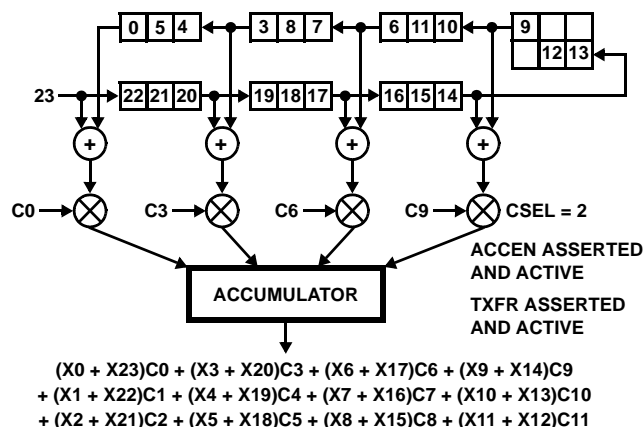 0 5 4 3 8 7 6 11 10 9
12 13
23 22 21 20 19 18 17 16 15 14
+ + + +
C0 C3 C6 C9 CSEL = 2
ACCEN ASSERTED
AND ACTIVE
ACCUMULATOR
TXFR ASSERTED
AND ACTIVE
(X0 + X23)C0 + (X3 + X20)C3 + (X6 + X17)C6 + (X9 + X14)C9
+ (X1 + X22)C1 + (X4 + X19)C4 + (X7 + X16)C7 + (X10 + X13)C10
+ (X2 + X21)C2 + (X5 + X18)C5 + (X8 + X15)C8 + (X11 + X12)C11